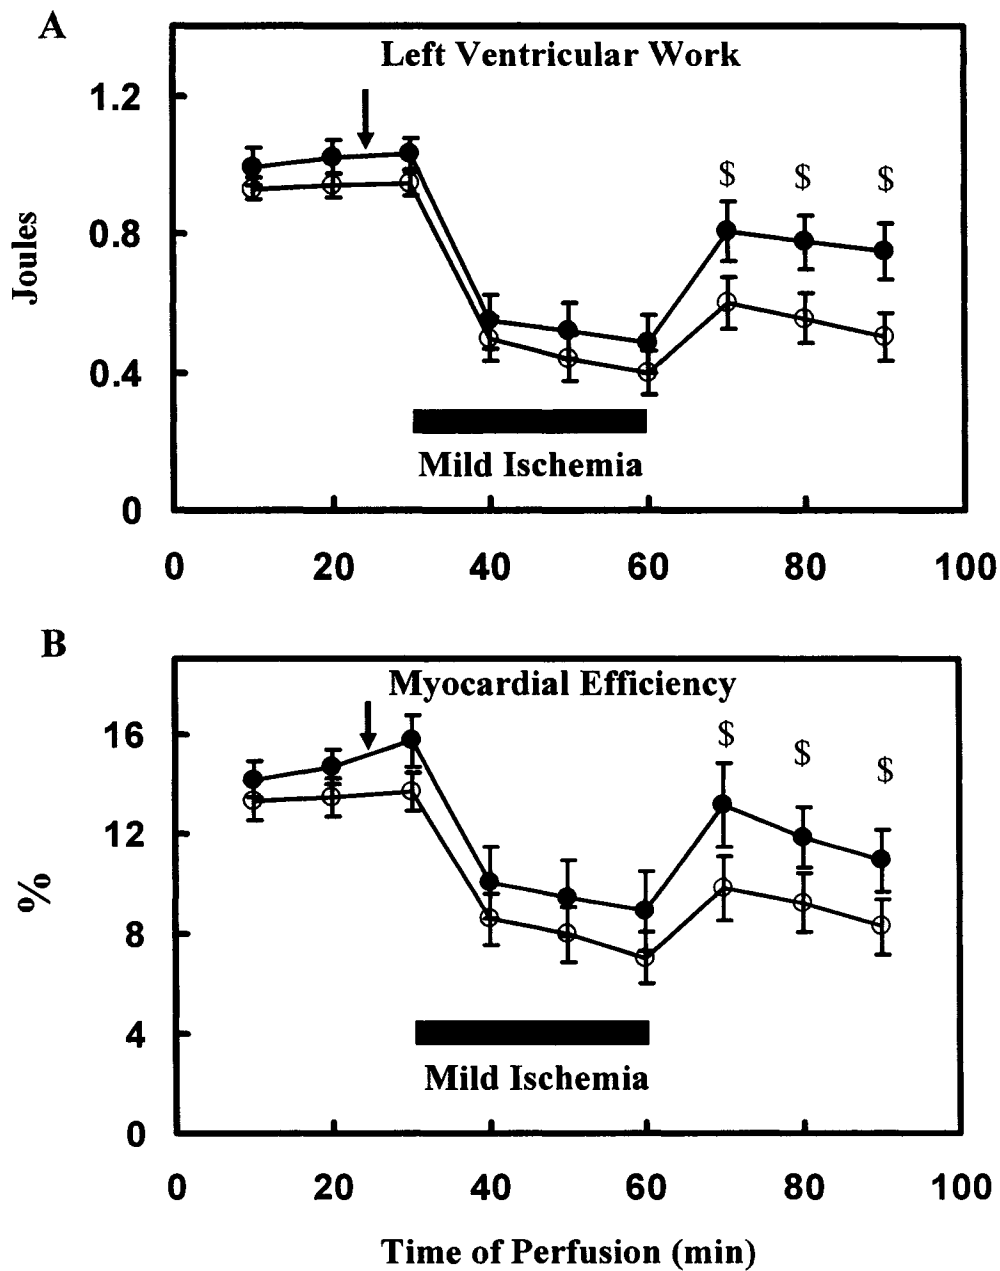 A
Left Ventricular Work
1.2
0.8
0.4
0
Joules
$ $ $
Mild Ischemia
0 20 40 60 80 100
B
Myocardial Efficiency
16
12
8
4
0
%
$ $ $
Mild Ischemia
0 20 40 60 80 100
Time of Perfusion (min)